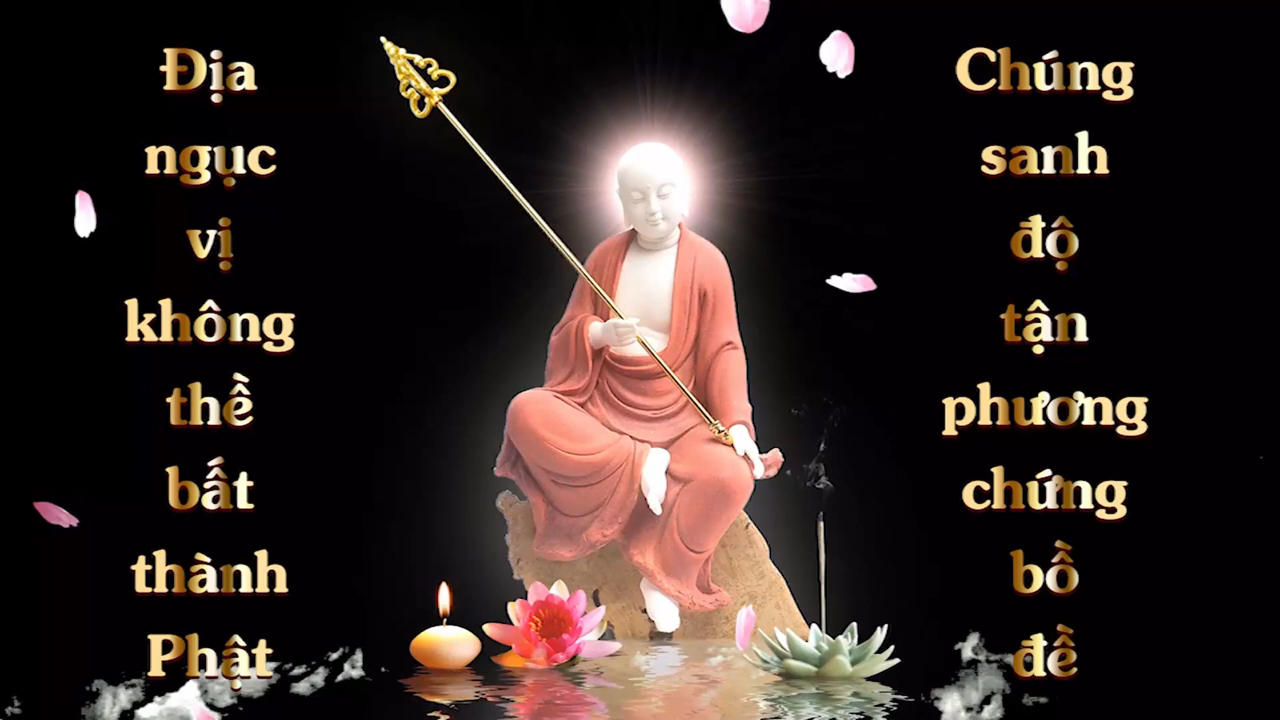 Địa
ngục
vị
không
thề
bất
thành
Phật
Chúng
sanh
độ
tận
phương
chứng
bồ
đề